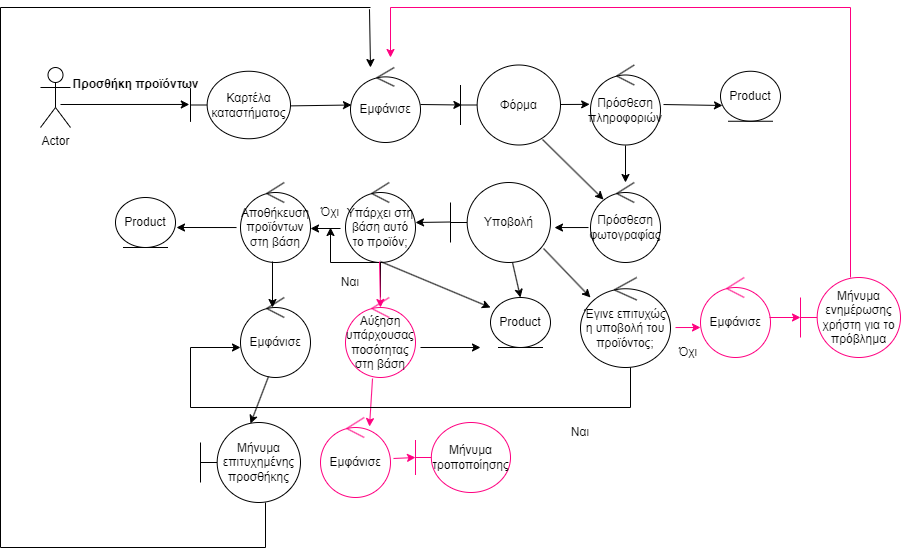 Προσθήκη προϊόντων
Actor
Καρτέλα
καταστήματος
Εμφάνισε
Φόρμα
Πρόσθεση
πληροφοριών
Product
Product
Αποθήκευση
προϊόντων
στη βάση
Όχι
Υπάρχει στη
βάση αυτό
το προϊόν;
Υποβολή
Πρόσθεση
φωτογραφίας
Ναι
Εμφάνισε
Αύξηση
υπάρχουσας
ποσότητας
στη βάση
Product
Έγινε επιτυχώς
η υποβολή του
προϊόντος;
Όχι
Εμφάνισε
Μήνυμα
ενημέρωσης
χρήστη για το
πρόβλημα
Ναι
Μήνυμα
επιτυχημένης
προσθήκης
Εμφάνισε
Μήνυμα
τροποποίησης